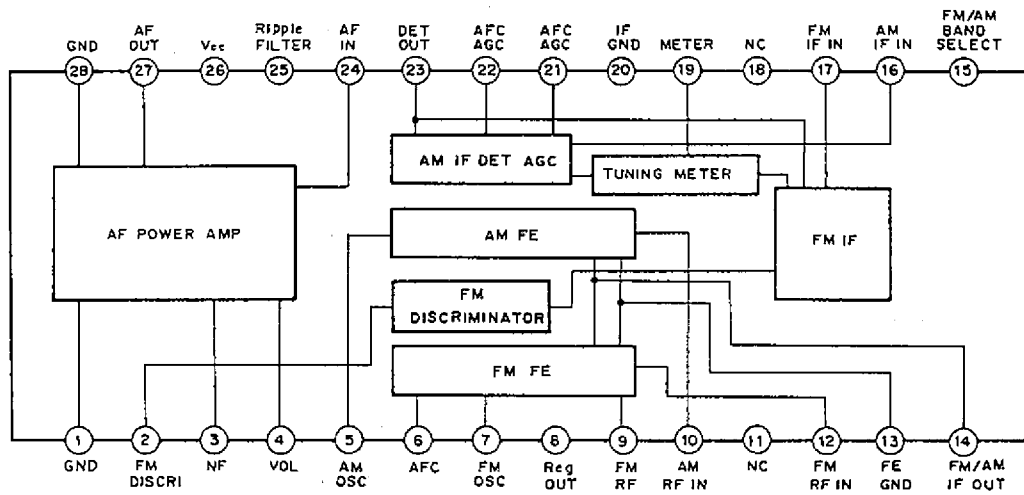 GND
AF OUT
Vcc
Ripple FILTER
AF IN
DET OUT
AFC AGC
AFC AGC
IF GND
METER
NC
FM IF IN
AM IF IN
FM/AM BAND SELECT
28 27 26 25 24 23 22 21 20 19 18 17 16 15
AM IF DET AGC
TUNING METER
AF POWER AMP
AM FE
FM IF
FM
DISCRIMINATOR
FM FE
1 2 3 4 5 6 7 8 9 10 11 12 13 14
GND
FM DISCRI
NF
VOL
AM OSC
AFC
FM OSC
Reg OUT
FM RF
AM RF IN
NC
FM RF IN
FE GND
FM/AM IF OUT